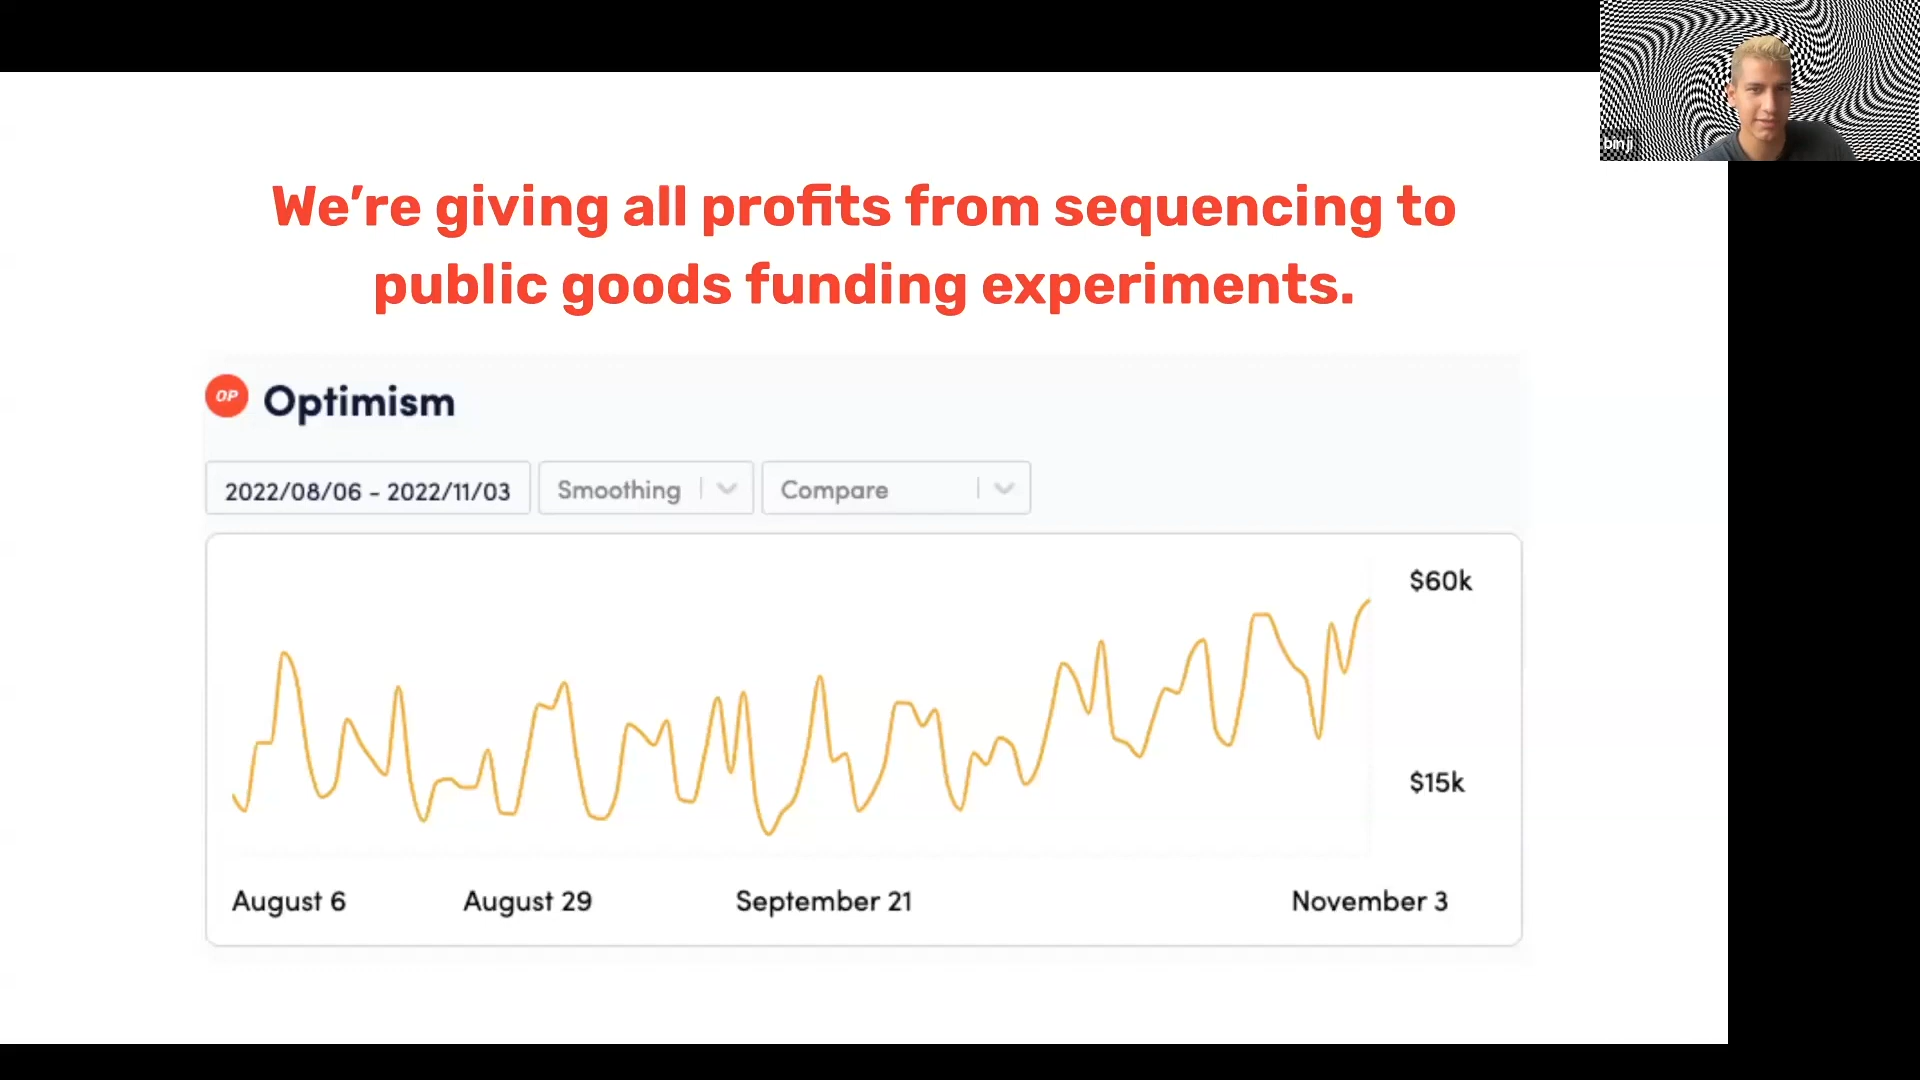 binji
We’re giving all profits from sequencing to
public goods funding experiments.
OP Optimism
2022/08/06 - 2022/11/03 Smoothing Compare
$60k
$15k
August 6 August 29 September 21 November 3